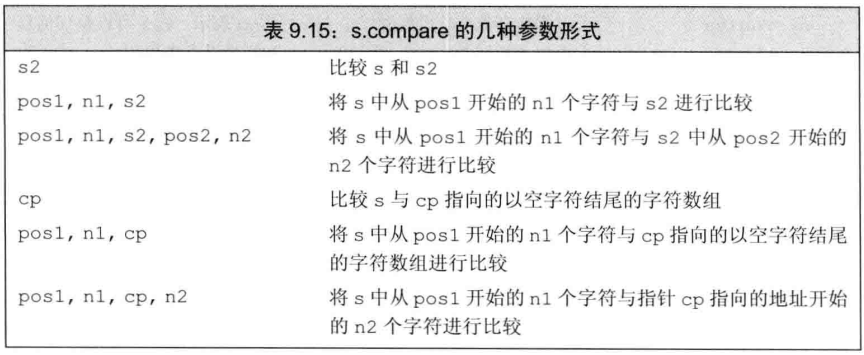 表 9.15：s.compare 的几种参数形式
s2 比较 s 和 s2
pos1, n1, s2 将 s 中从 pos1 开始的 n1 个字符与 s2 进行比较
pos1, n1, s2, pos2, n2 将 s 中从 pos1 开始的 n1 个字符与 s2 中从 pos2 开始的
n2 个字符进行比较
cp 比较 s 与 cp 指向的以空字符结尾的字符数组
pos1, n1, cp 将 s 中从 pos1 开始的 n1 个字符与 cp 指向的以空字符结尾
的字符数组进行比较
pos1, n1, cp, n2 将 s 中从 pos1 开始的 n1 个字符与指针 cp 指向的地址开始
的 n2 个字符进行比较